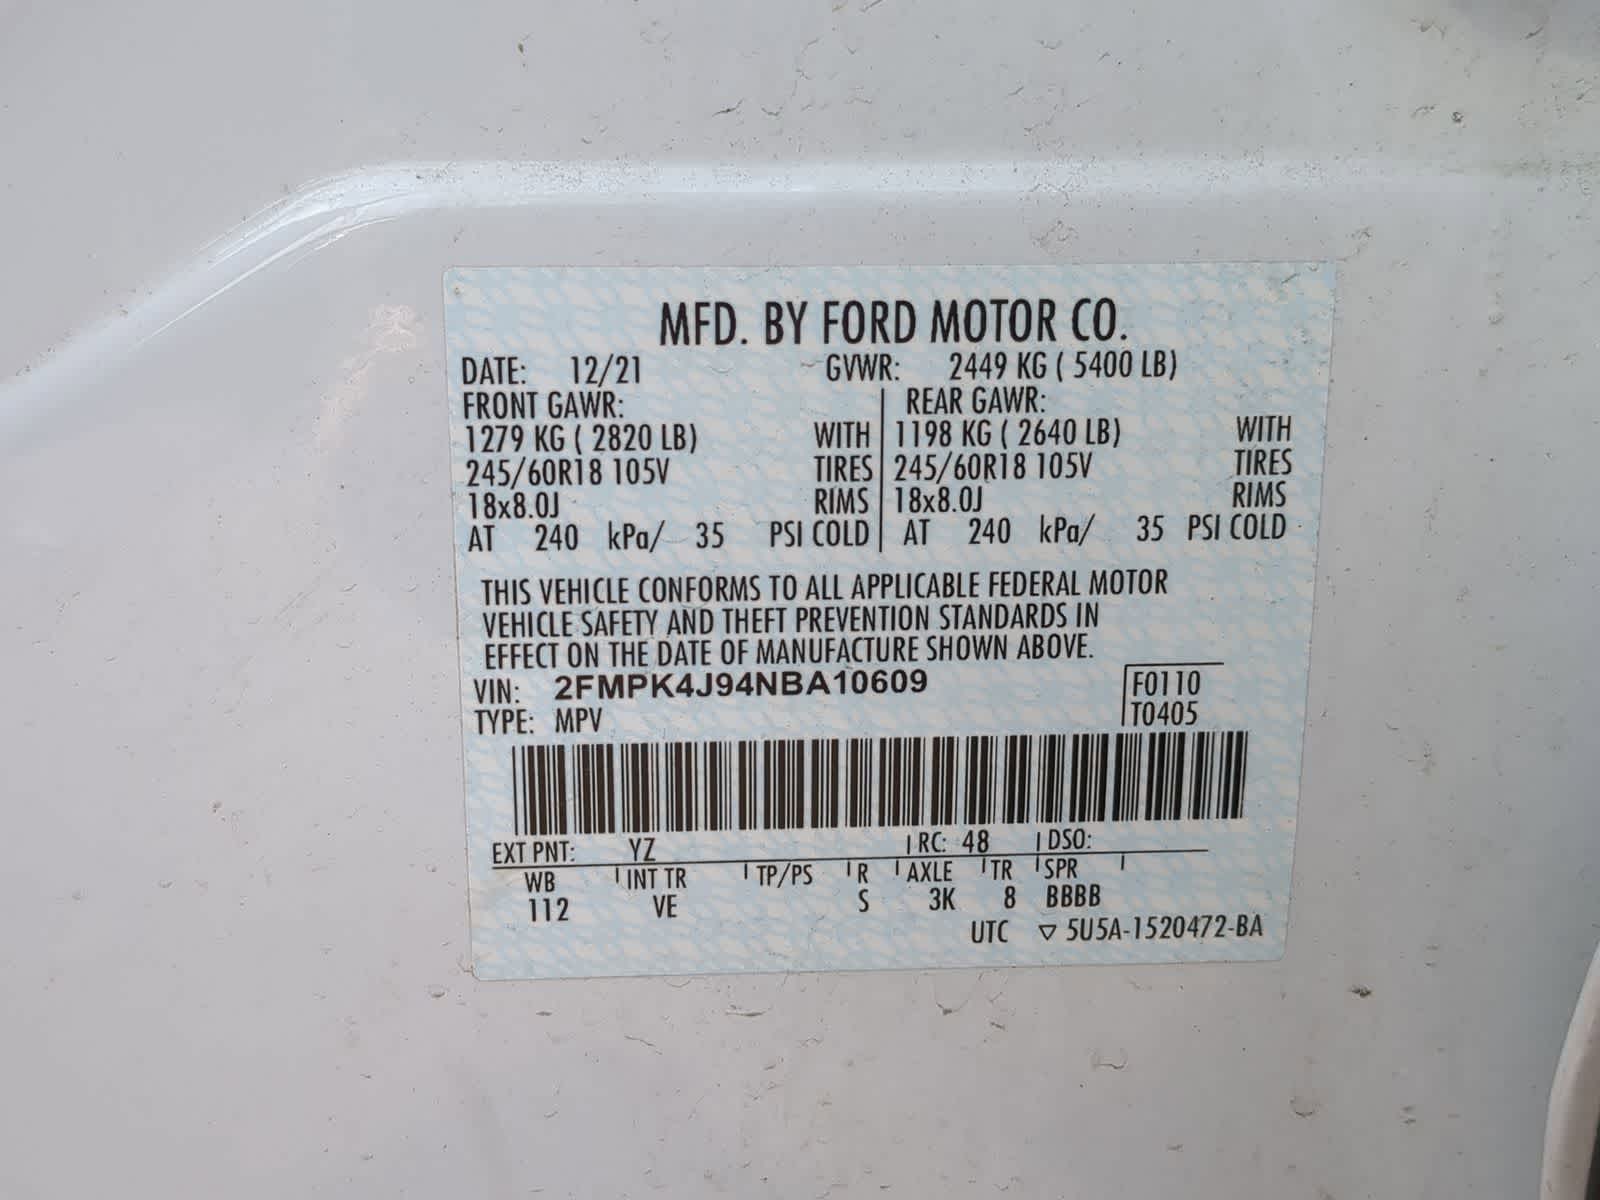 MFD. BY FORD MOTOR CO.
DATE: 12/21 GVWR: 2449 KG ( 5400 LB)
FRONT GAWR: REAR GAWR:
1279 KG ( 2820 LB) WITH 1198 KG ( 2640 LB) WITH
245/60R18 105V TIRES 245/60R18 105V TIRES
18x8.0J RIMS 18x8.0J RIMS
AT 240 kPa/ 35 PSI COLD AT 240 kPa/ 35 PSI COLD
THIS VEHICLE CONFORMS TO ALL APPLICABLE FEDERAL MOTOR
VEHICLE SAFETY AND THEFT PREVENTION STANDARDS IN
EFFECT ON THE DATE OF MANUFACTURE SHOWN ABOVE.
VIN: 2FMPK4J94NBA10609 F0110
TYPE: MPV T0405
EXT PNT: YZ RC: 48 DSO:
WB INT TR TP/PS R AXLE TR SPR
112 VE S 3K 8 BBBB
UTC ▽ 5U5A-1520472-BA